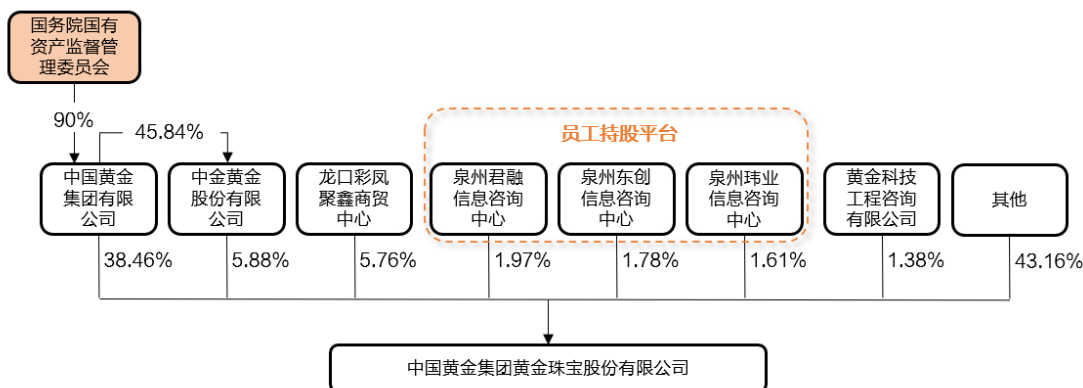 国务院国有
资产监督管
理委员会
90%
45.84%
员工持股平台
中国黄金
集团有限
公司
中金黄金
股份有限
公司
龙口彩凤
聚鑫商贸
中心
泉州君融
信息咨询
中心
泉州东创
信息咨询
中心
泉州玮业
信息咨询
中心
黄金科技
工程咨询
有限公司
其他
38.46%
5.88%
5.76%
1.97%
1.78%
1.61%
1.38%
43.16%
中国黄金集团黄金珠宝股份有限公司